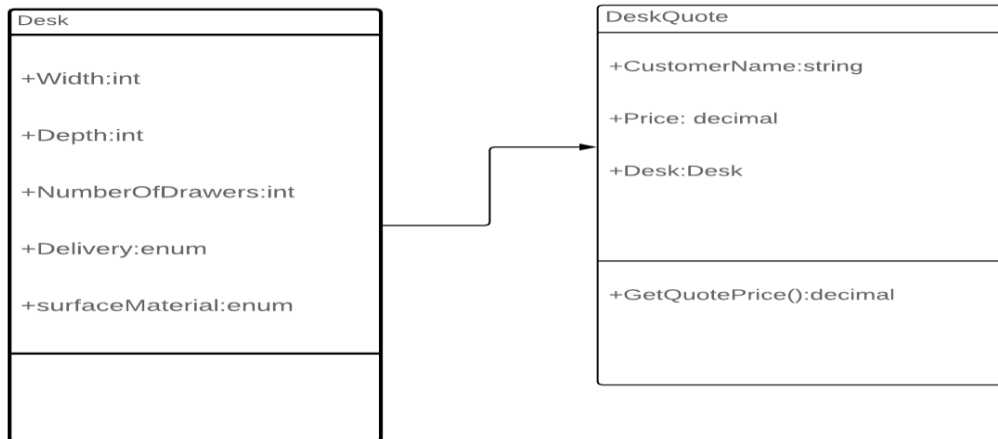 Desk
+Width:int
+Depth:int
+NumberOfDrawers:int
+Delivery:enum
+surfaceMaterial:enum
DeskQuote
+CustomerName:string
+Price: decimal
+Desk:Desk
+GetQuotePrice():decimal